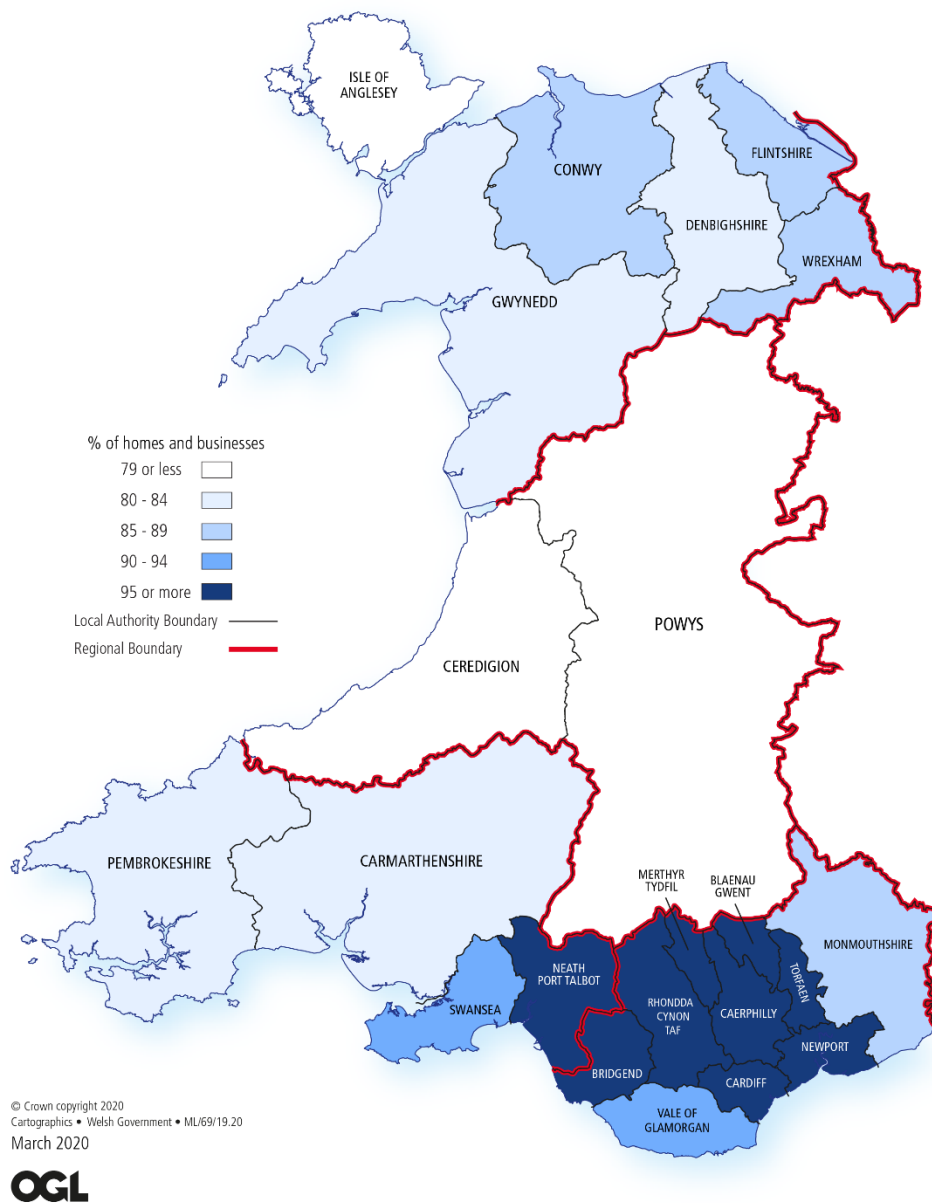 ISLE OF
ANGLESEY
CONWY
FLINTSHIRE
DENBIGHSHIRE
WREXHAM
GWYNEDD
% of homes and businesses
79 or less
80 - 84
85 - 89
90 - 94
95 or more
Local Authority Boundary
Regional Boundary
POWYS
CEREDIGION
PEMBROKESHIRE
CARMARTHENSHIRE
MERTHYR
TYDFIL
BLAENAU
GWENT
MONMOUTHSHIRE
NEATH
PORT TALBOT
TORFAEN
SWANSEA
RHONDDA
CYNON
TAF
CAERPHILLY
NEWPORT
BRIDGEND
CARDIFF
VALE OF
GLAMORGAN
© Crown copyright 2020
Cartographics • Welsh Government • ML/69/19.20
March 2020
OGL